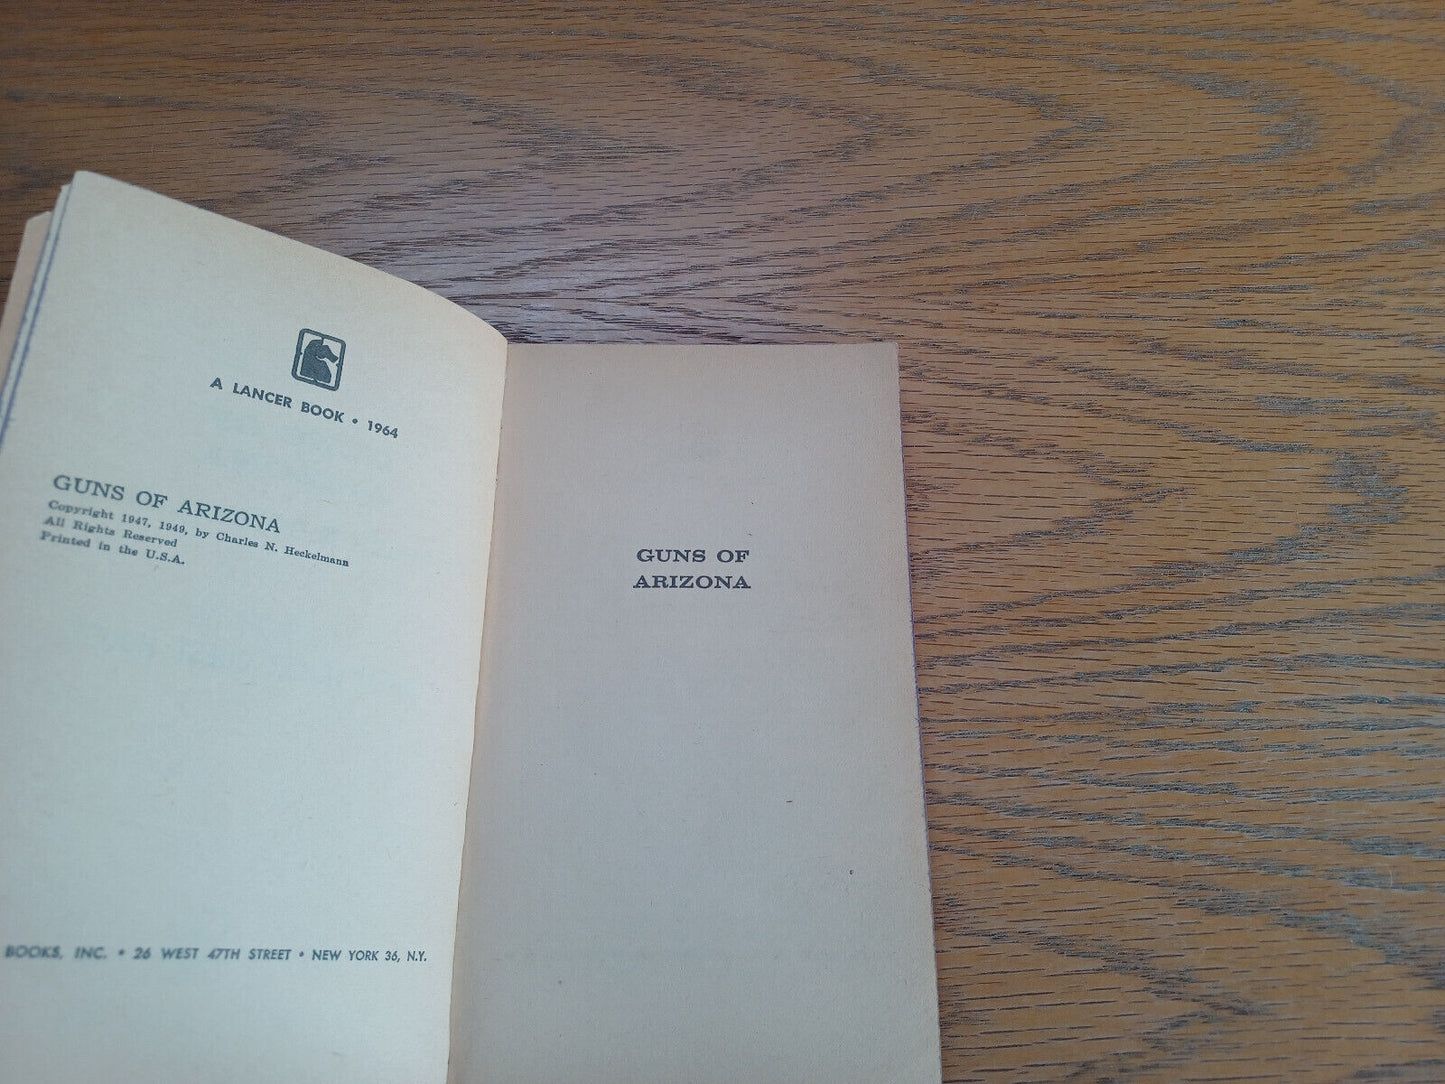 A LANCER BOOK • 1964
GUNS OF ARIZONA
Copyright 1947, 1949, by Charles N. Heckelmann
All Rights Reserved
Printed in the U.S.A.
BOOKS, INC. • 26 WEST 47TH STREET • NEW YORK 36, N.Y.
GUNS OF
ARIZONA